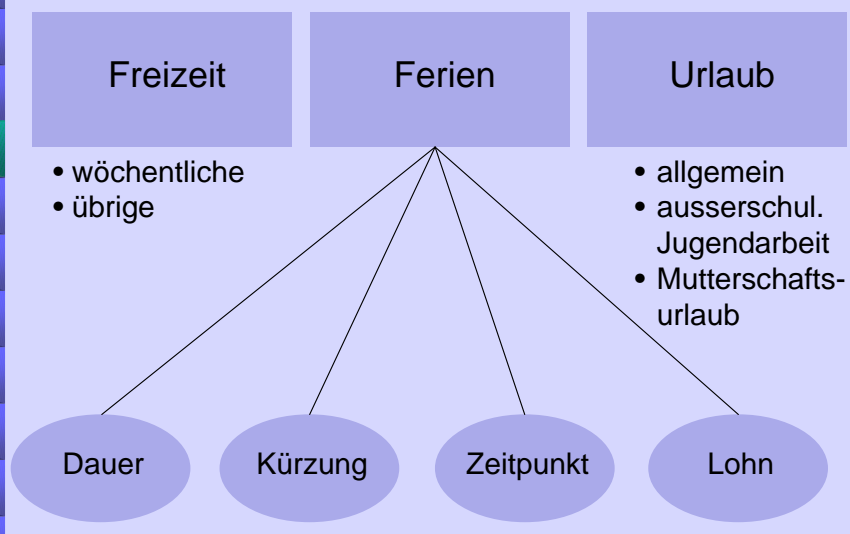 Freizeit
Ferien
Urlaub
• wöchentliche
• übrige
• allgemein
• ausserschul.
Jugendarbeit
• Mutterschafts-
urlaub
Dauer
Kürzung
Zeitpunkt
Lohn